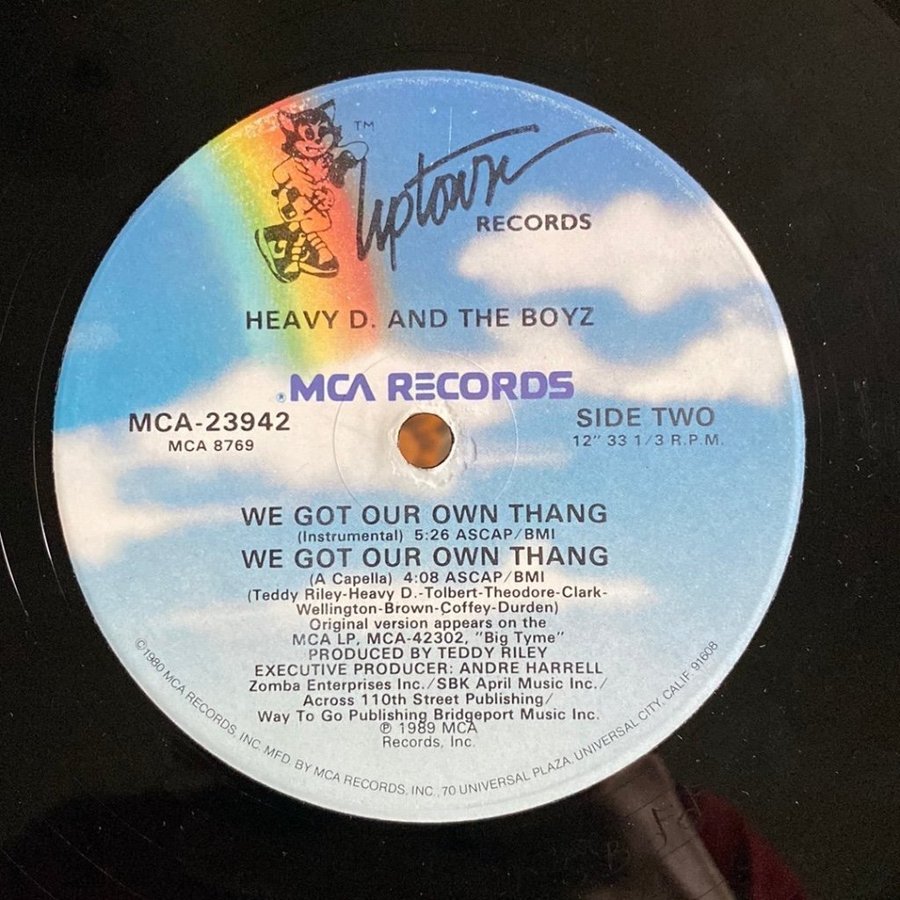 TM
Uptown
RECORDS
HEAVY D. AND THE BOYZ
MCA RECORDS
MCA-23942
MCA 8769
SIDE TWO
12" 33 1/3 R.P.M.
WE GOT OUR OWN THANG
(Instrumental) 5:26 ASCAP/BMI
WE GOT OUR OWN THANG
(A Capella) 4:08 ASCAP/BMI
(Teddy Riley-Heavy D.-Tolbert-Theodore-Clark-
Wellington-Brown-Coffey-Durden)
Original version appears on the
MCA LP, MCA-42302, "Big Tyme"
PRODUCED BY TEDDY RILEY
EXECUTIVE PRODUCER: ANDRE HARRELL
Zomba Enterprises Inc./SBK April Music Inc./
Across 110th Street Publishing/
Way To Go Publishing Bridgeport Music Inc.
℗ 1989 MCA
Records, Inc.
©1980 MCA RECORDS, INC. MFD. BY MCA RECORDS, INC., 70 UNIVERSAL PLAZA, UNIVERSAL CITY, CALIF. 91608